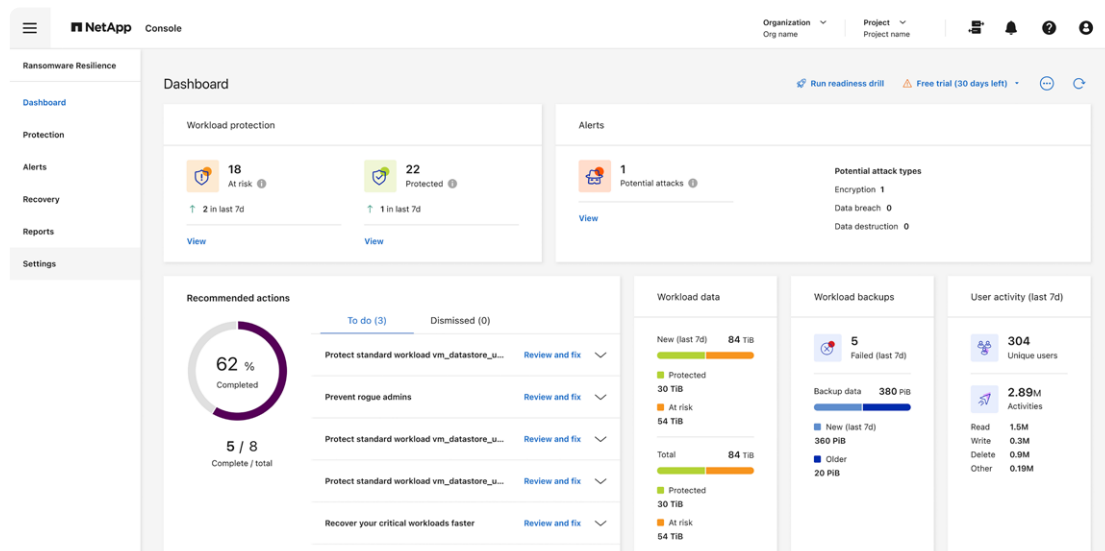 NetApp Console
Organization
Org name
Project
Project name
Ransomware Resilience
Dashboard
Protection
Alerts
Recovery
Reports
Settings
Dashboard
Run readiness drill
Free trial (30 days left)
Workload protection
18
At risk
2 in last 7d
View
22
Protected
1 in last 7d
View
Alerts
1
Potential attacks
View
Potential attack types
Encryption 1
Data breach 0
Data destruction 0
Recommended actions
62 %
Completed
5 / 8
Complete / total
To do (3) Dismissed (0)
Protect standard workload vm_datastore_u... Review and fix
Prevent rogue admins Review and fix
Protect standard workload vm_datastore_u... Review and fix
Protect standard workload vm_datastore_u... Review and fix
Recover your critical workloads faster Review and fix
Workload data
New (last 7d) 84 TiB
Protected
30 TiB
At risk
54 TiB
Total 84 TiB
Protected
30 TiB
At risk
54 TiB
Workload backups
5
Failed (last 7d)
Backup data 380 PiB
New (last 7d)
360 PiB
Older
20 PiB
User activity (last 7d)
304
Unique users
2.89M
Activities
Read 1.5M
Write 0.3M
Delete 0.9M
Other 0.19M